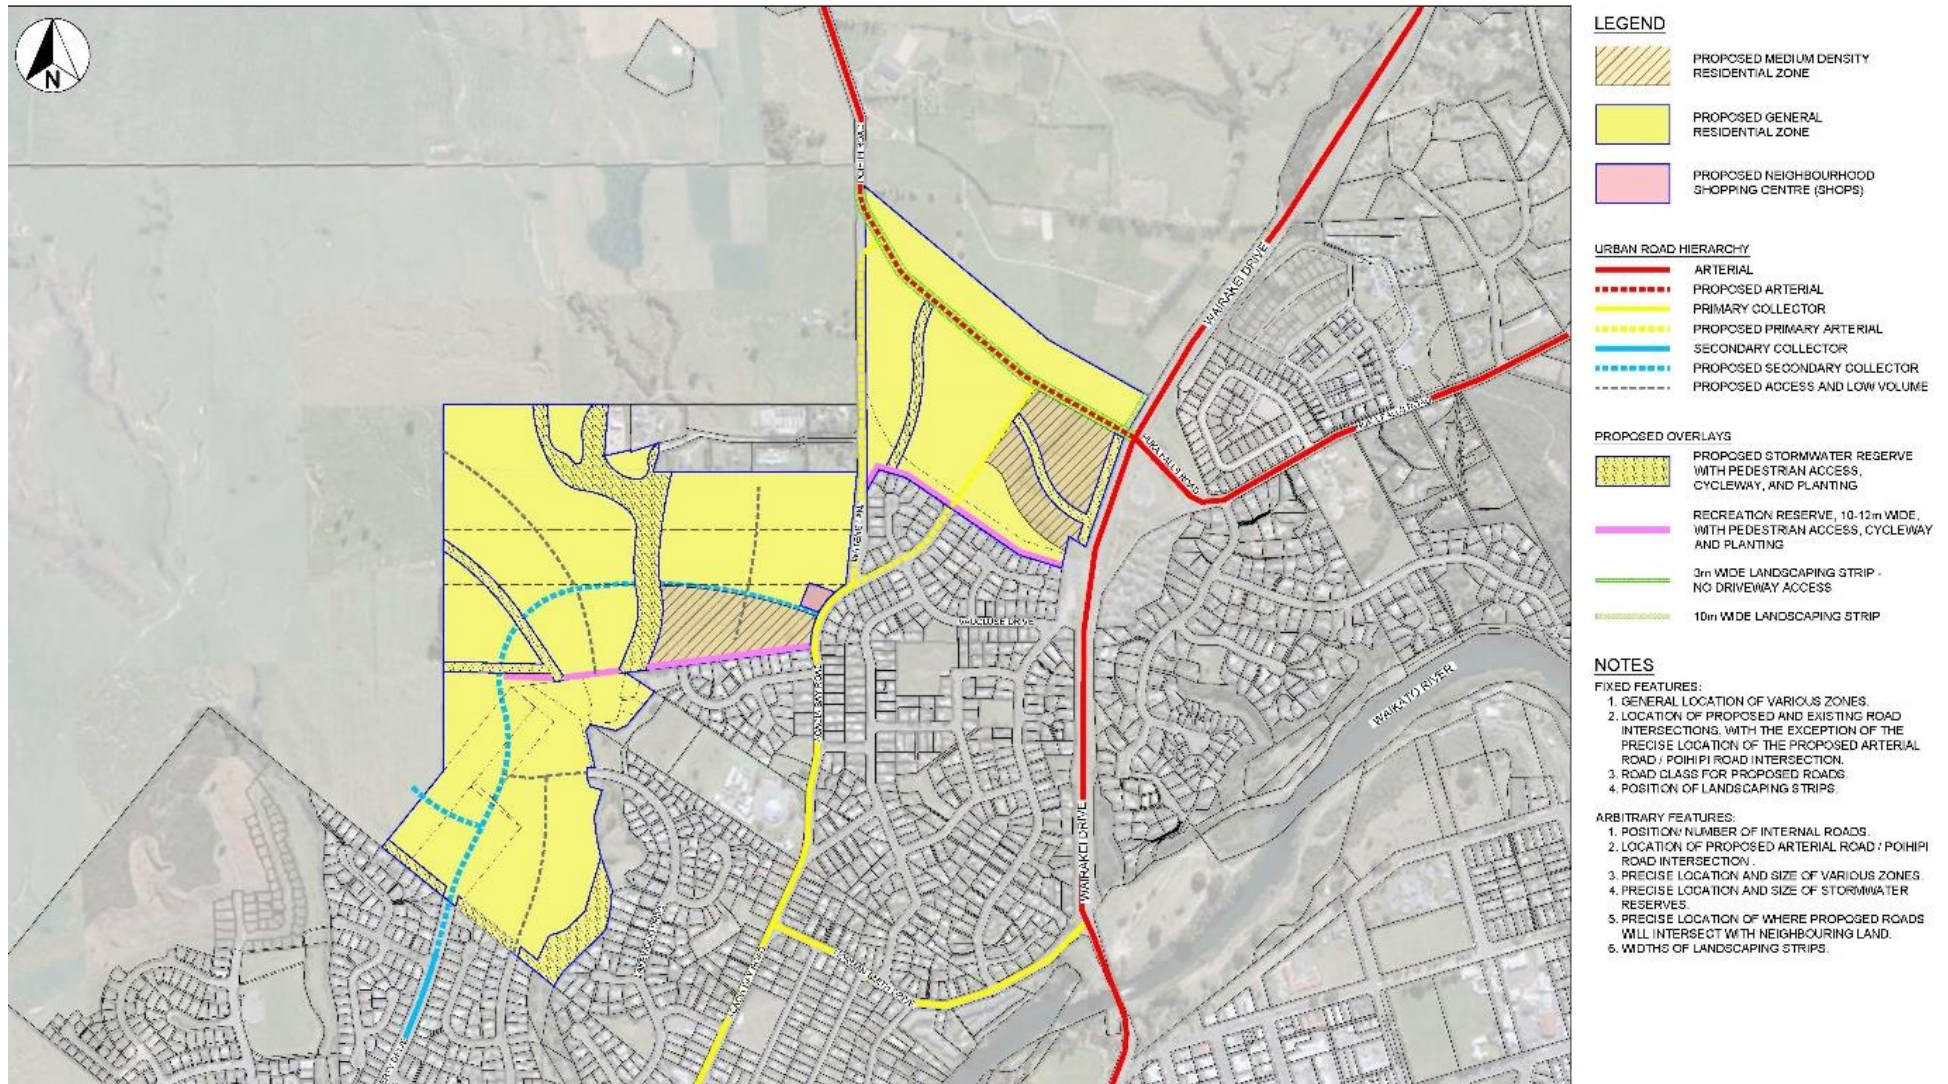 N
LEGEND
PROPOSED MEDIUM DENSITY
RESIDENTIAL ZONE
PROPOSED GENERAL
RESIDENTIAL ZONE
PROPOSED NEIGHBOURHOOD
SHOPPING CENTRE (SHOPS)
URBAN ROAD HIERARCHY
ARTERIAL
PROPOSED ARTERIAL
PRIMARY COLLECTOR
PROPOSED PRIMARY ARTERIAL
SECONDARY COLLECTOR
PROPOSED SECONDARY COLLECTOR
PROPOSED ACCESS AND LOW VOLUME
PROPOSED OVERLAYS
PROPOSED STORMWATER RESERVE
WITH PEDESTRIAN ACCESS,
CYCLEWAY, AND PLANTING
RECREATION RESERVE, 10-12m WIDE,
WITH PEDESTRIAN ACCESS, CYCLEWAY
AND PLANTING
3m WIDE LANDSCAPING STRIP -
NO DRIVEWAY ACCESS
10m WIDE LANDSCAPING STRIP
NOTES
FIXED FEATURES:
1. GENERAL LOCATION OF VARIOUS ZONES.
2. LOCATION OF PROPOSED AND EXISTING ROAD
INTERSECTIONS, WITH THE EXCEPTION OF THE
PRECISE LOCATION OF THE PROPOSED ARTERIAL
ROAD / POIHIPI ROAD INTERSECTION.
3. ROAD CLASS FOR PROPOSED ROADS.
4. POSITION OF LANDSCAPING STRIPS.
ARBITRARY FEATURES:
1. POSITION/ NUMBER OF INTERNAL ROADS.
2. LOCATION OF PROPOSED ARTERIAL ROAD / POIHIPI
ROAD INTERSECTION .
3. PRECISE LOCATION AND SIZE OF VARIOUS ZONES.
4. PRECISE LOCATION AND SIZE OF STORMWATER
RESERVES.
5. PRECISE LOCATION OF WHERE PROPOSED ROADS
WILL INTERSECT WITH NEIGHBOURING LAND.
6. WIDTHS OF LANDSCAPING STRIPS.
WAIRAKEI DRIVE
HUKA FALLS ROAD
VAUCLUSE DRIVE
WAIKATO RIVER
WAIRAKEI DRIVE